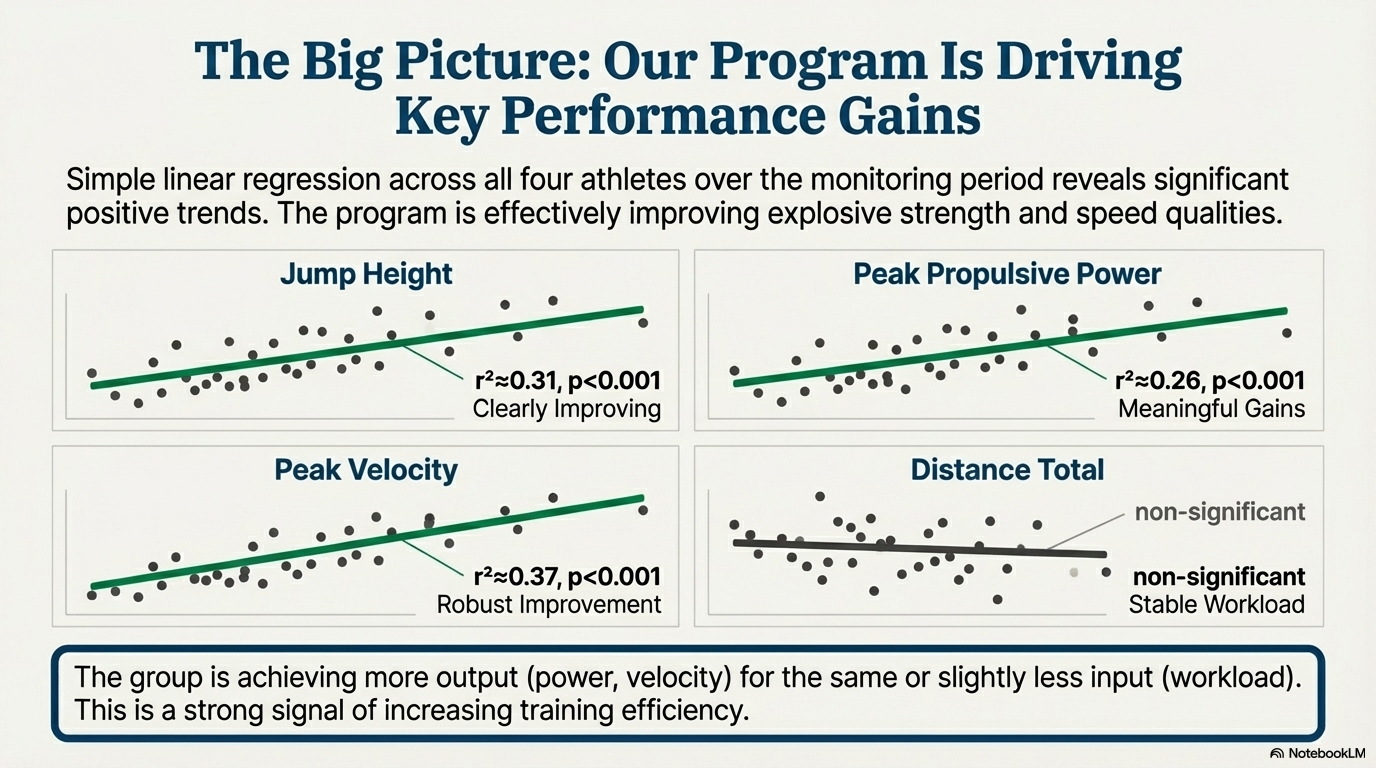 The Big Picture: Our Program Is Driving
Key Performance Gains
Simple linear regression across all four athletes over the monitoring period reveals significant
positive trends. The program is effectively improving explosive strength and speed qualities.
Jump Height
r²≈0.31, p<0.001
Clearly Improving
Peak Propulsive Power
r²≈0.26, p<0.001
Meaningful Gains
Peak Velocity
r²≈0.37, p<0.001
Robust Improvement
Distance Total
non-significant
non-significant
Stable Workload
The group is achieving more output (power, velocity) for the same or slightly less input (workload).
This is a strong signal of increasing training efficiency.
NotebookLM